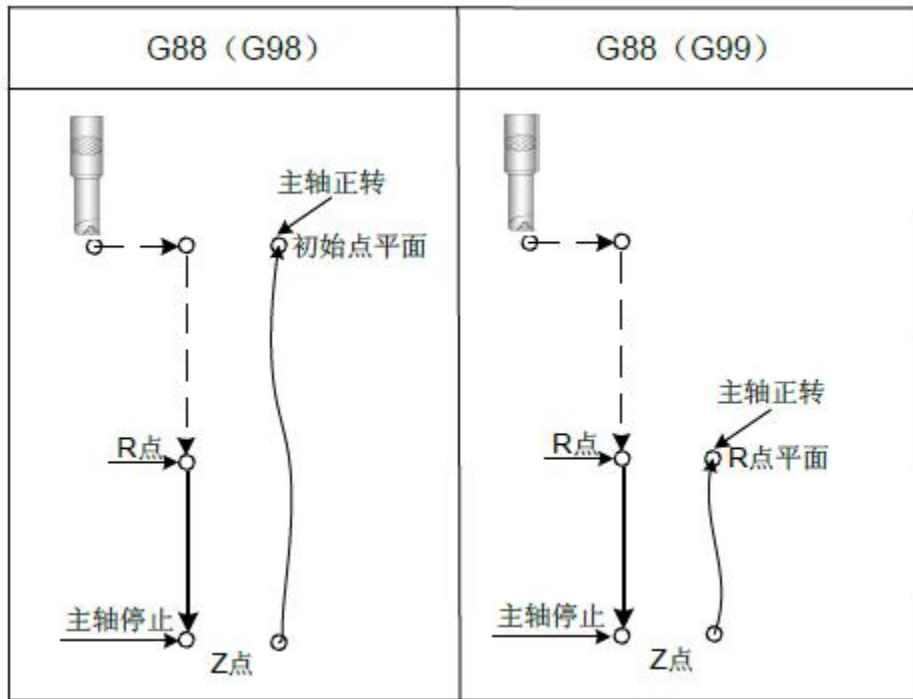 G88（G98）
G88（G99）
主轴正转
初始点平面
R点
主轴停止
Z点
主轴正转
R点
R点平面
主轴停止
Z点